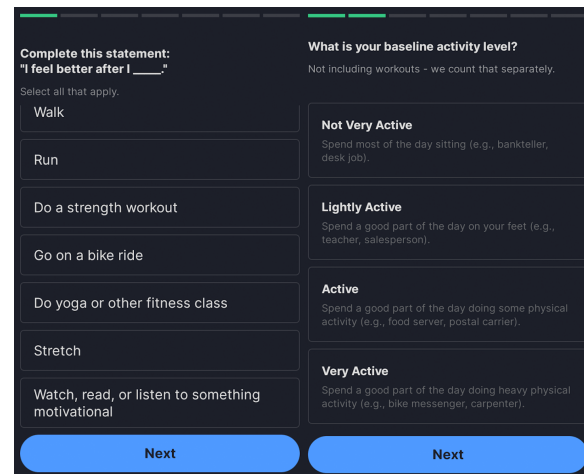 Complete this statement:
"I feel better after I ____."
Select all that apply.
Walk
Run
Do a strength workout
Go on a bike ride
Do yoga or other fitness class
Stretch
Watch, read, or listen to something
motivational
Next
What is your baseline activity level?
Not including workouts - we count that separately.
Not Very Active
Spend most of the day sitting (e.g., bankteller,
desk job).
Lightly Active
Spend a good part of the day on your feet (e.g.,
teacher, salesperson).
Active
Spend a good part of the day doing some physical
activity (e.g., food server, postal carrier).
Very Active
Spend a good part of the day doing heavy physical
activity (e.g., bike messenger, carpenter).
Next